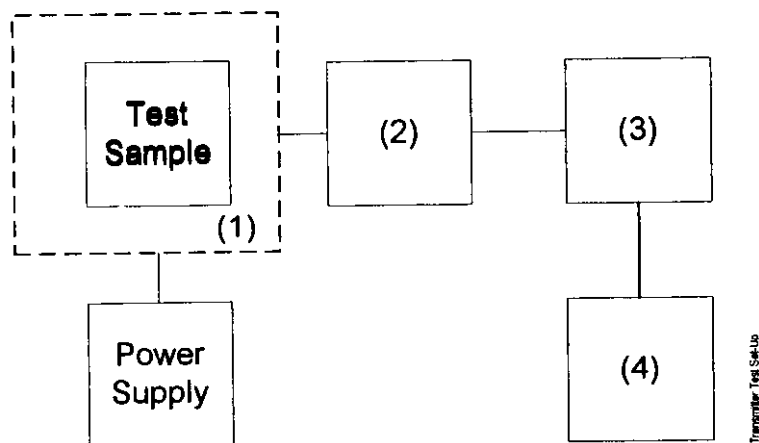 Test
Sample
(1)
(2)
(3)
Power
Supply
(4)
Transmitter Test Set-Up